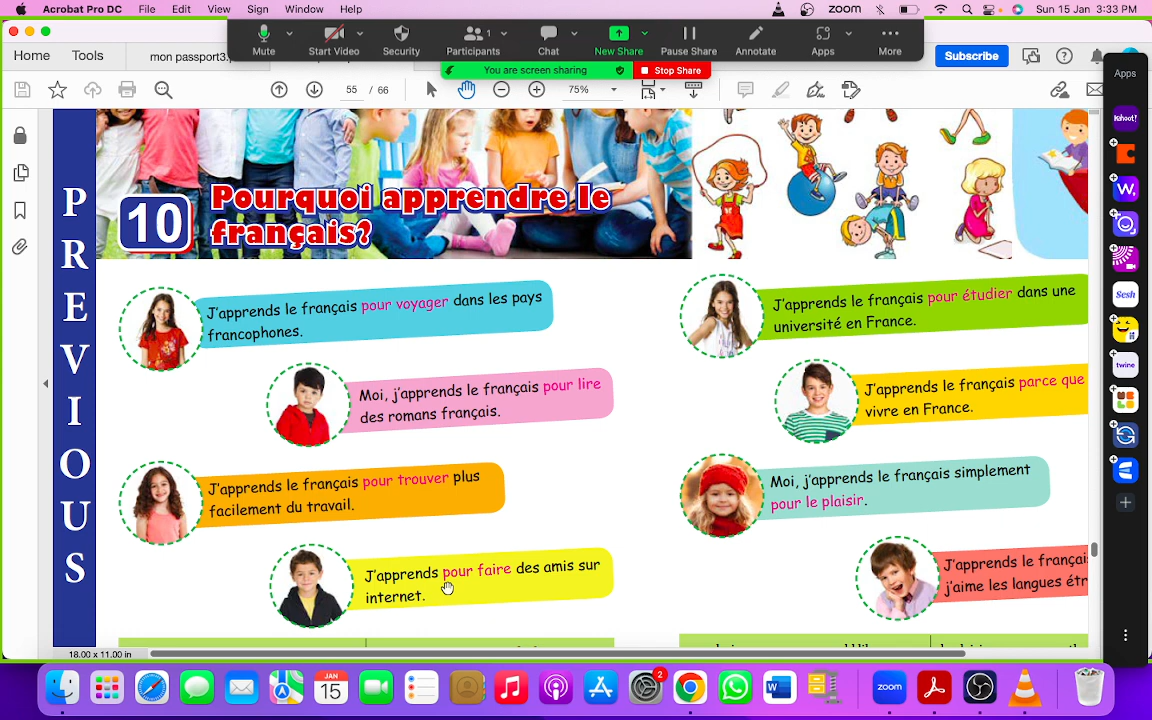 Acrobat Pro DC File Edit View Sign Window Help
zoom
Sun 15 Jan 3:33 PM
Mute
Start Video
Security
1
Participants
Chat
New Share
Pause Share
Annotate
Apps
More
You are screen sharing
Stop Share
Home Tools
mon passport3.
Subscribe
55 / 66
75%
Apps
Kahoot!
W,
Sesh
twine
PREVIOUS
10
Pourquoi apprendre le
français?
J'apprends le français pour voyager dans les pays
francophones.
Moi, j'apprends le français pour lire
des romans français.
J'apprends le français pour trouver plus
facilement du travail.
J'apprends pour faire des amis sur
internet.
J'apprends le français pour étudier dans une
université en France.
J'apprends le français parce que
vivre en France.
Moi, j'apprends le français simplement
pour le plaisir.
J'apprends le françai
j'aime les langues étr
18.00 x 11.00 in
JAN
15
2
zoom